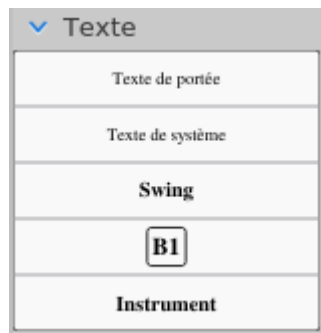 Texte
Texte de portée
Texte de système
Swing
B1
Instrument